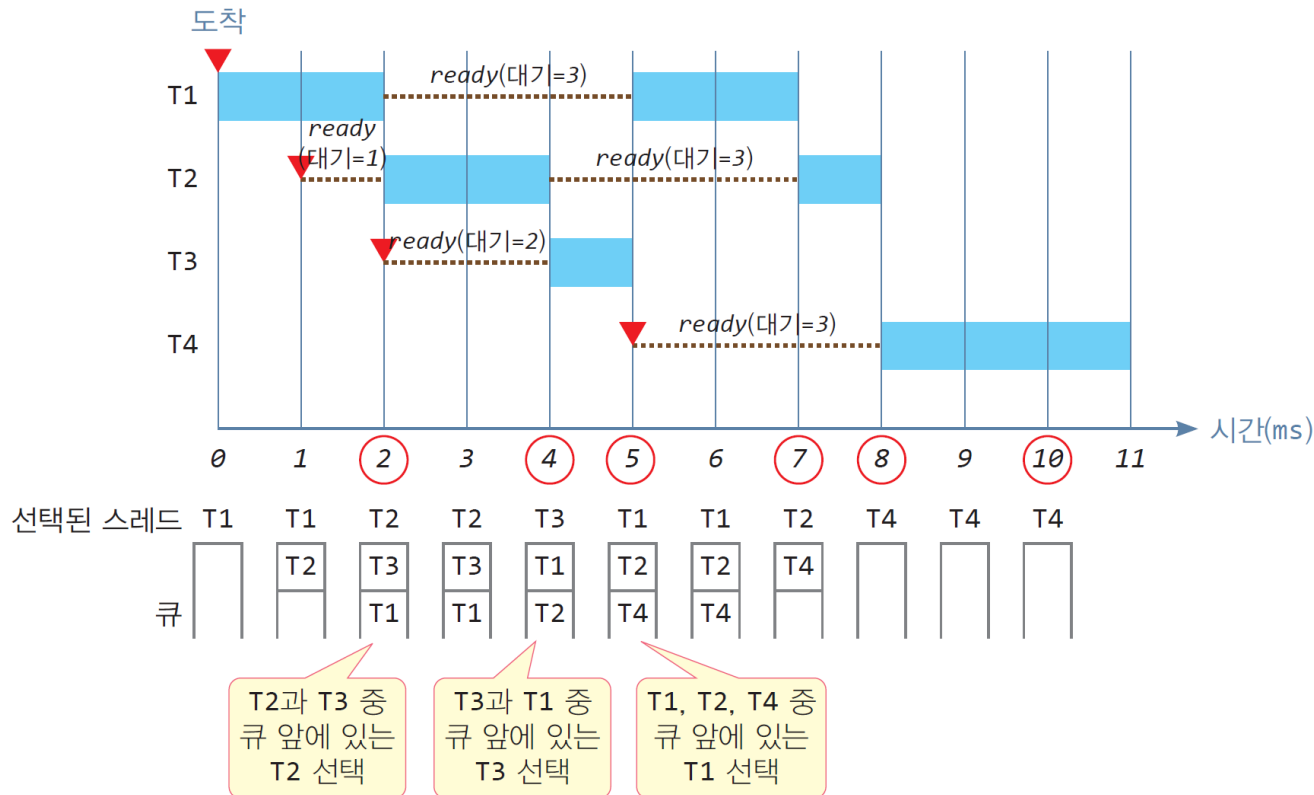 도착
T1
ready(대기=3)
ready
(대기=1)
T2
ready(대기=3)
T3
ready(대기=2)
T4
ready(대기=3)
시간(ms)
0 1 2 3 4 5 6 7 8 9 10 11
선택된 스레드 T1 T1 T2 T2 T3 T1 T1 T2 T4 T4 T4
T2 T3 T3 T1 T2 T2 T4
큐 T1 T1 T2 T4 T4
T2과 T3 중
큐 앞에 있는
T2 선택
T3과 T1 중
큐 앞에 있는
T3 선택
T1, T2, T4 중
큐 앞에 있는
T1 선택